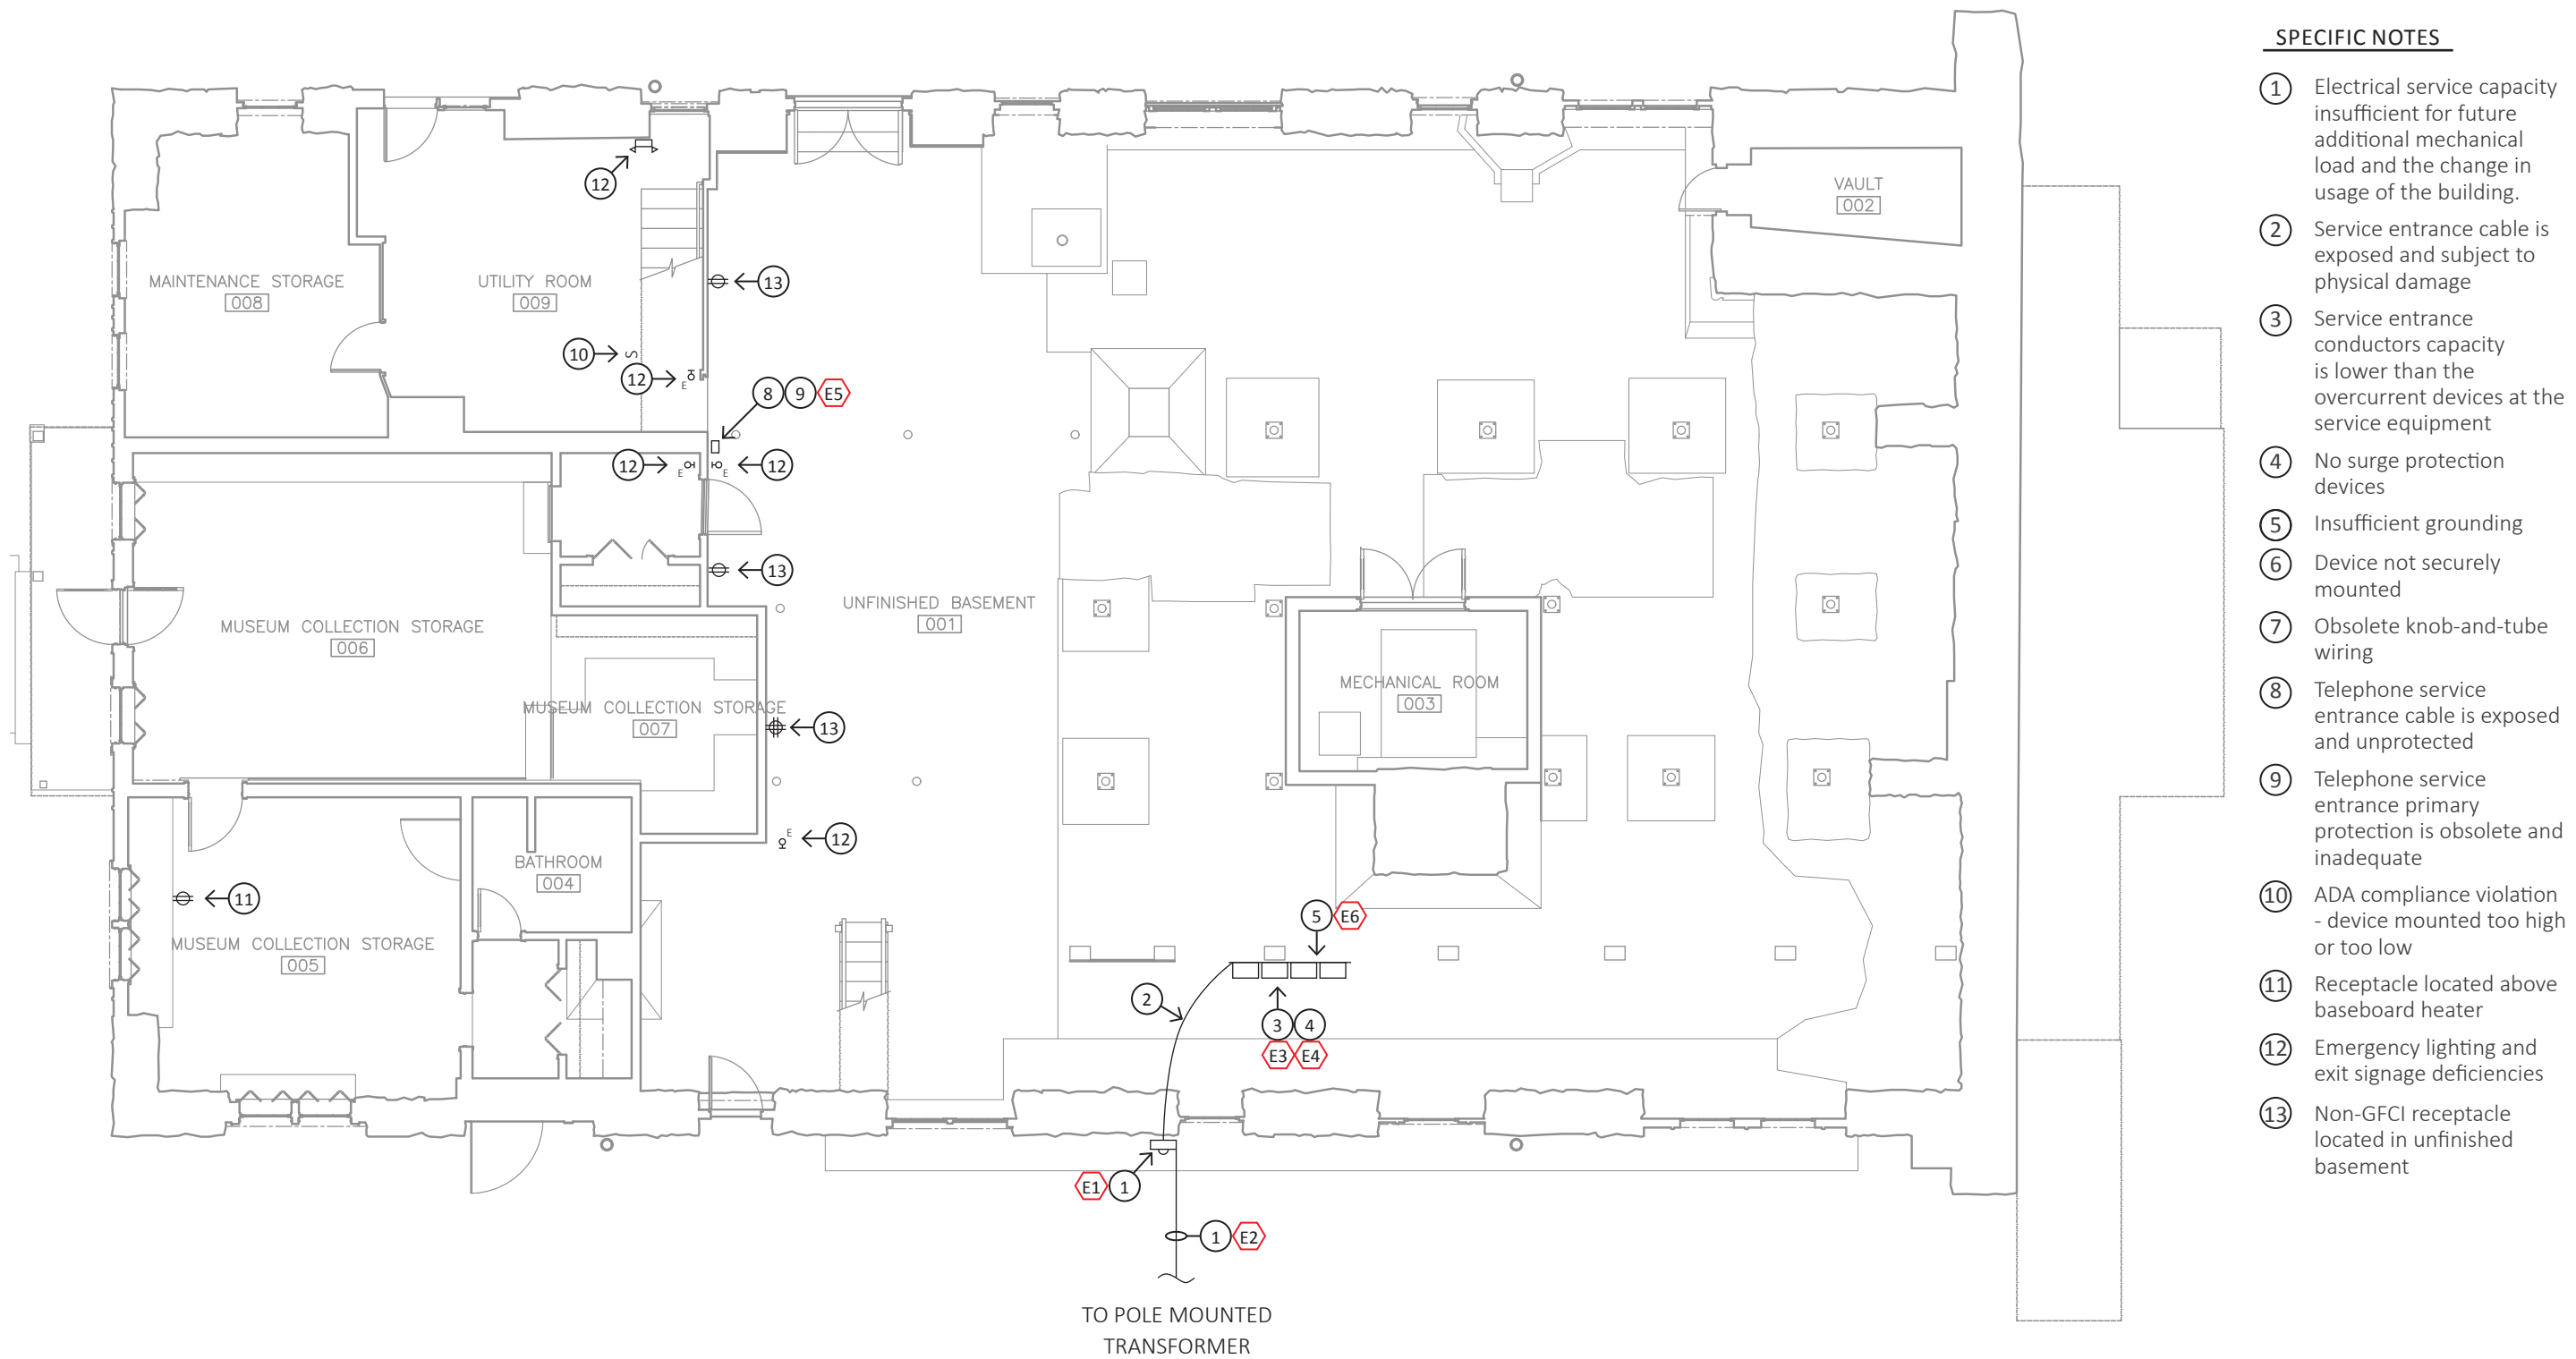 SPECIFIC NOTES
1 Electrical service capacity
insufficient for future
additional mechanical
load and the change in
usage of the building.
2 Service entrance cable is
exposed and subject to
physical damage
3 Service entrance
conductors capacity
is lower than the
overcurrent devices at the
service equipment
4 No surge protection
devices
5 Insufficient grounding
6 Device not securely
mounted
7 Obsolete knob-and-tube
wiring
8 Telephone service
entrance cable is exposed
and unprotected
9 Telephone service
entrance primary
protection is obsolete and
inadequate
10 ADA compliance violation
- device mounted too high
or too low
11 Receptacle located above
baseboard heater
12 Emergency lighting and
exit signage deficiencies
13 Non-GFCI receptacle
located in unfinished
basement
12
VAULT
002
MAINTENANCE STORAGE
008
UTILITY ROOM
009
13
10 S
12 E
8 9 E5
12 E
E 12
13
UNFINISHED BASEMENT
001
MUSEUM COLLECTION STORAGE
006
MECHANICAL ROOM
003
MUSEUM COLLECTION STORAGE
007
13
E 12
BATHROOM
004
11
MUSEUM COLLECTION STORAGE
005
5 E6
2
3 4
E3 E4
E1 1
1 E2
TO POLE MOUNTED
TRANSFORMER